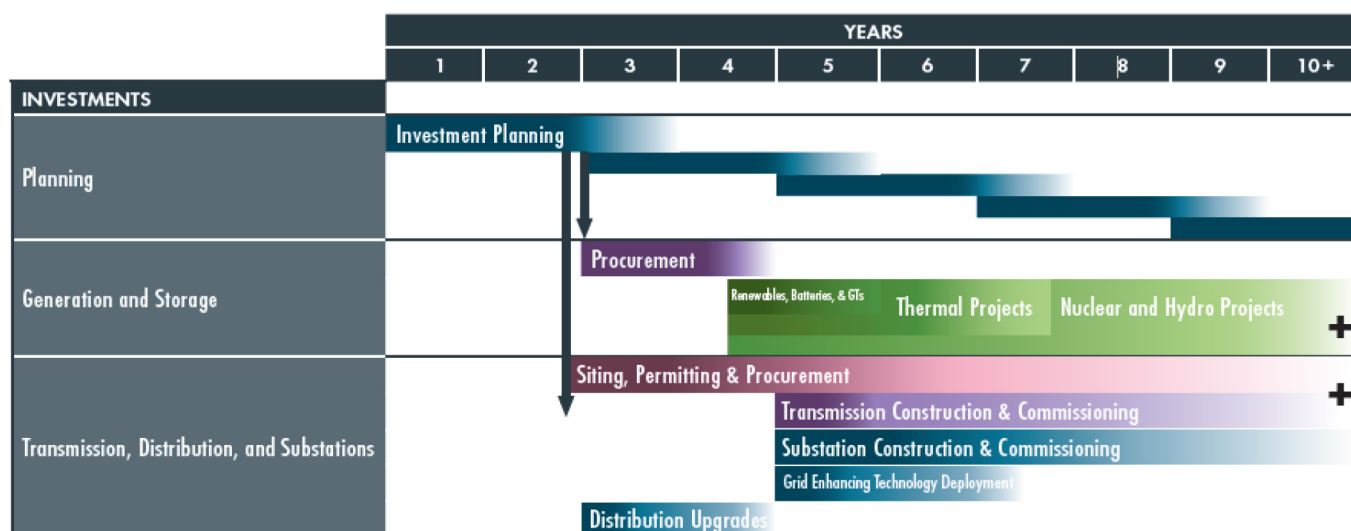 YEARS
1 2 3 4 5 6 7 8 9 10+
INVESTMENTS
Investment Planning
Planning
Procurement
Generation and Storage
Renewables, Batteries, & GTs
Thermal Projects
Nuclear and Hydro Projects
+
Siting, Permitting & Procurement
+
Transmission Construction & Commissioning
Transmission, Distribution, and Substations
Substation Construction & Commissioning
Grid Enhancing Technology Deployment
Distribution Upgrades